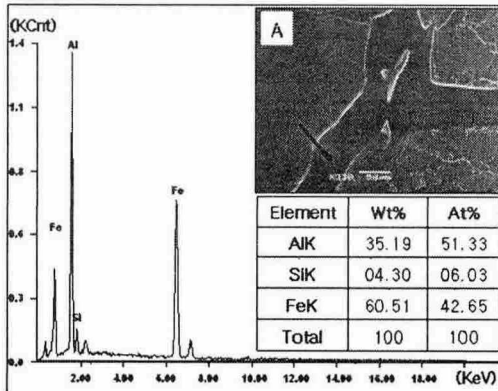 (KCnt)
1.4
Al
A
1.1
0.8
Fe
0.6
Fe
Element Wt% At%
AlK 35.19 51.33
SiK 04.30 06.03
FeK 60.51 42.65
Total 100 100
0.3
Si
0.0
2.00 4.00 6.00 8.00 10.00 12.00 14.00 16.00 18.00 (KeV)